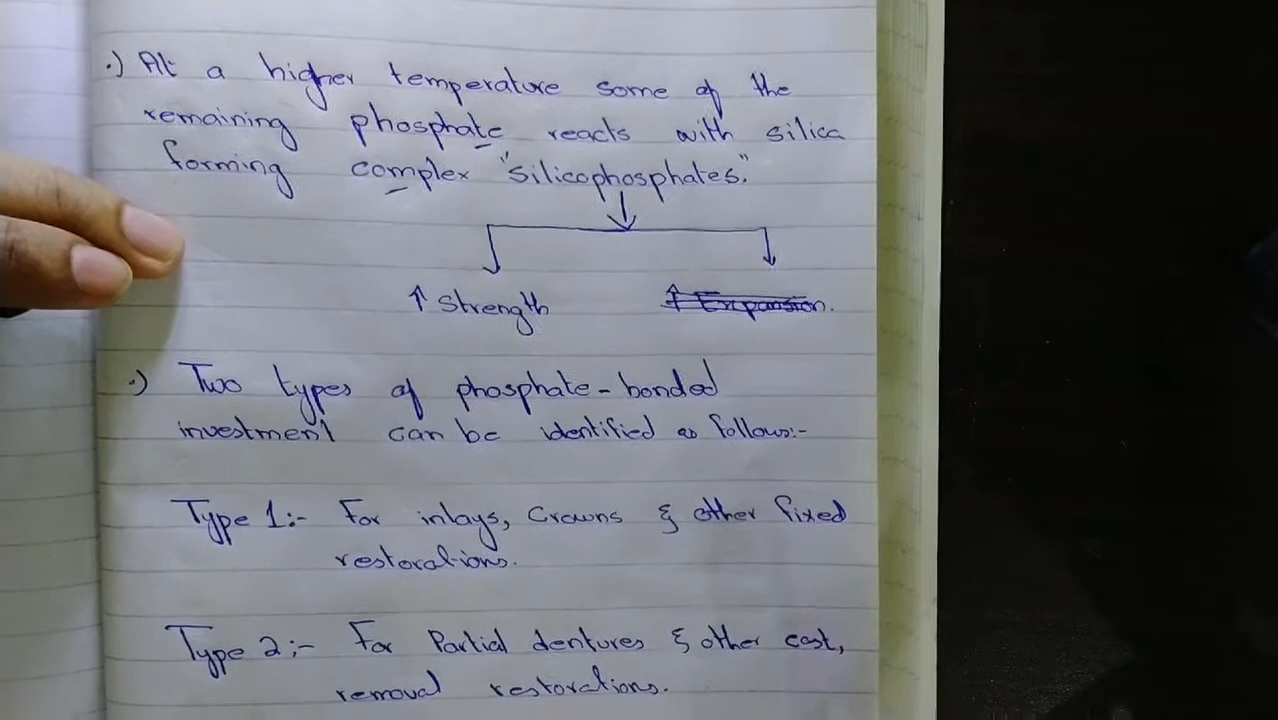 ·) At a higher temperature some of the
remaining phosphate reacts with silica
forming complex "silicophosphates."
↑ Strength ↑ Expansion.
·) Two types of phosphate-bonded
investment can be identified as follows:-
Type 1:- For inlays, Crowns & other fixed
restorations.
Type 2:- For Partial dentures & other cast,
removal restorations.